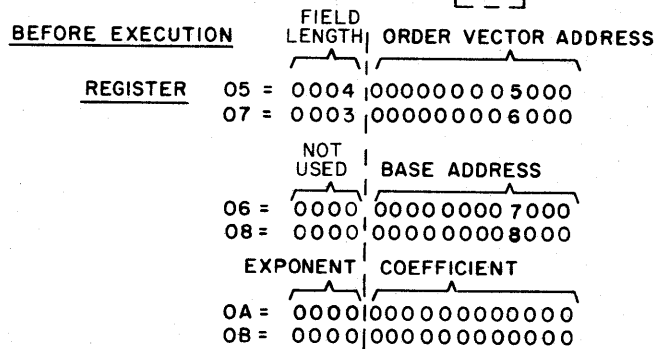 FIELD
BEFORE EXECUTION LENGTH ORDER VECTOR ADDRESS
REGISTER 05 = 0004 000000005000
07 = 0003 000000006000
NOT
USED BASE ADDRESS
06 = 0000 000000007000
08 = 0000 000000008000
EXPONENT COEFFICIENT
0A = 0000 000000000000
0B = 0000 000000000000